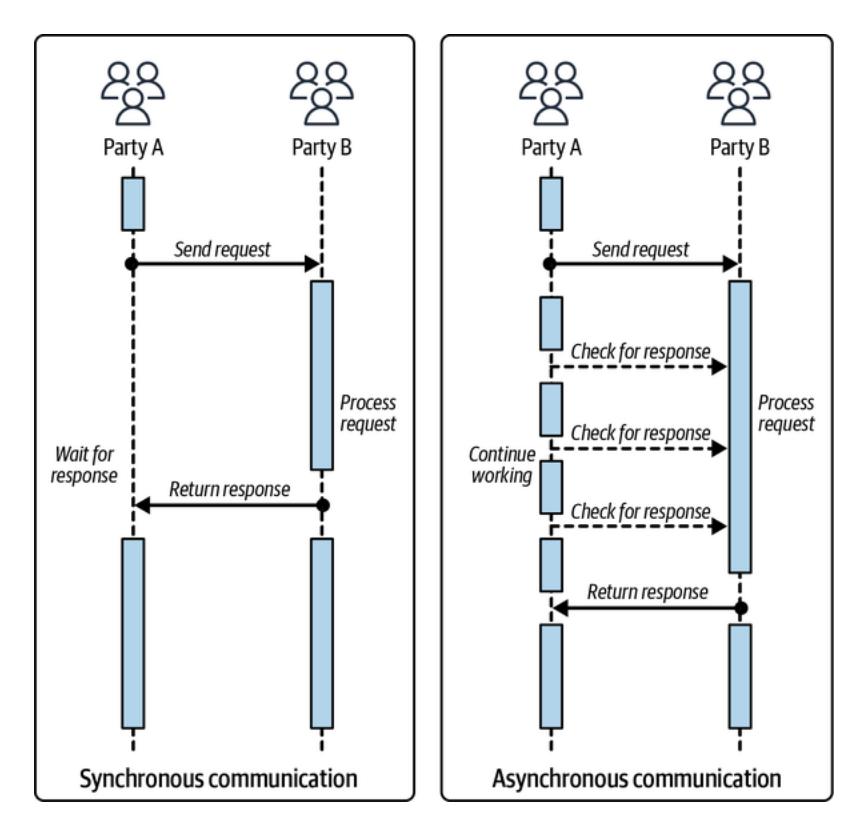 Party A
Party B
Send request
Process
request
Wait for
response
Return response
Synchronous communication
Party A
Party B
Send request
Check for response
Process
request
Check for response
Continue
working
Check for response
Return response
Asynchronous communication